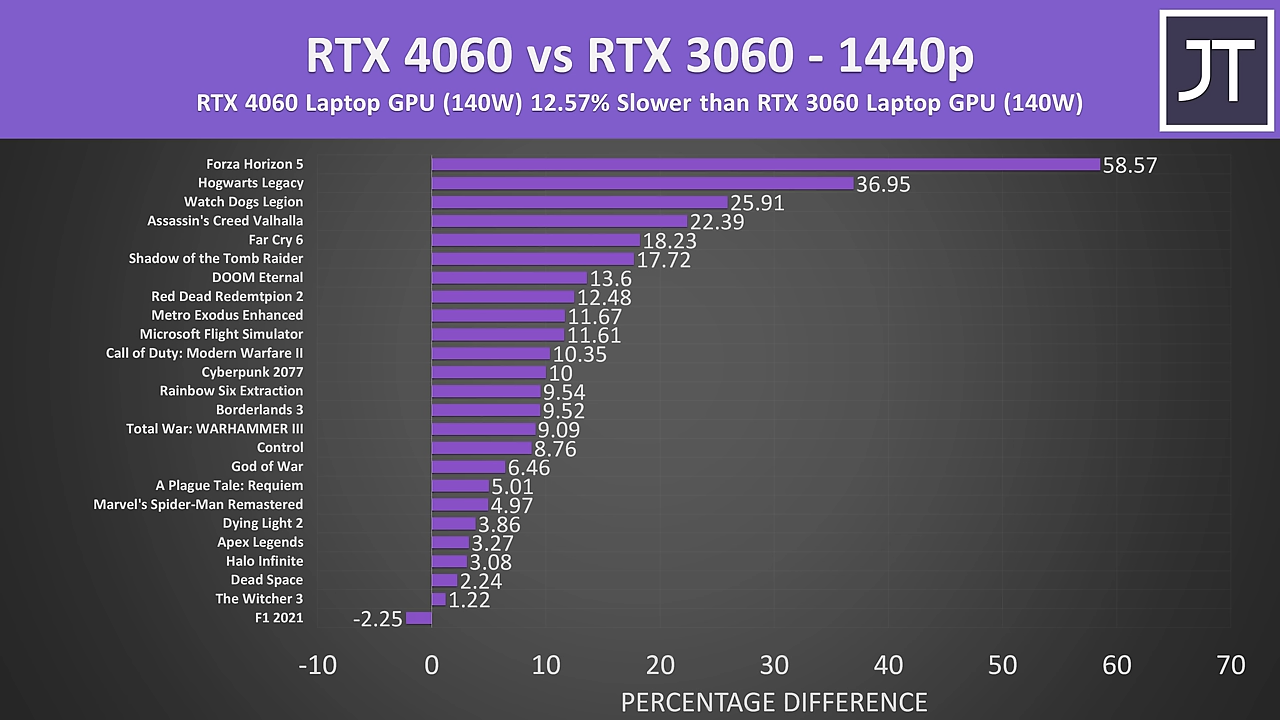 RTX 4060 vs RTX 3060 - 1440p
RTX 4060 Laptop GPU (140W) 12.57% Slower than RTX 3060 Laptop GPU (140W)
JT
Forza Horizon 5 58.57
Hogwarts Legacy 36.95
Watch Dogs Legion 25.91
Assassin's Creed Valhalla 22.39
Far Cry 6 18.23
Shadow of the Tomb Raider 17.72
DOOM Eternal 13.6
Red Dead Redemtpion 2 12.48
Metro Exodus Enhanced 11.67
Microsoft Flight Simulator 11.61
Call of Duty: Modern Warfare II 10.35
Cyberpunk 2077 10
Rainbow Six Extraction 9.54
Borderlands 3 9.52
Total War: WARHAMMER III 9.09
Control 8.76
God of War 6.46
A Plague Tale: Requiem 5.01
Marvel's Spider-Man Remastered 4.97
Dying Light 2 3.86
Apex Legends 3.27
Halo Infinite 3.08
Dead Space 2.24
The Witcher 3 1.22
F1 2021 -2.25
-10 0 10 20 30 40 50 60 70
PERCENTAGE DIFFERENCE